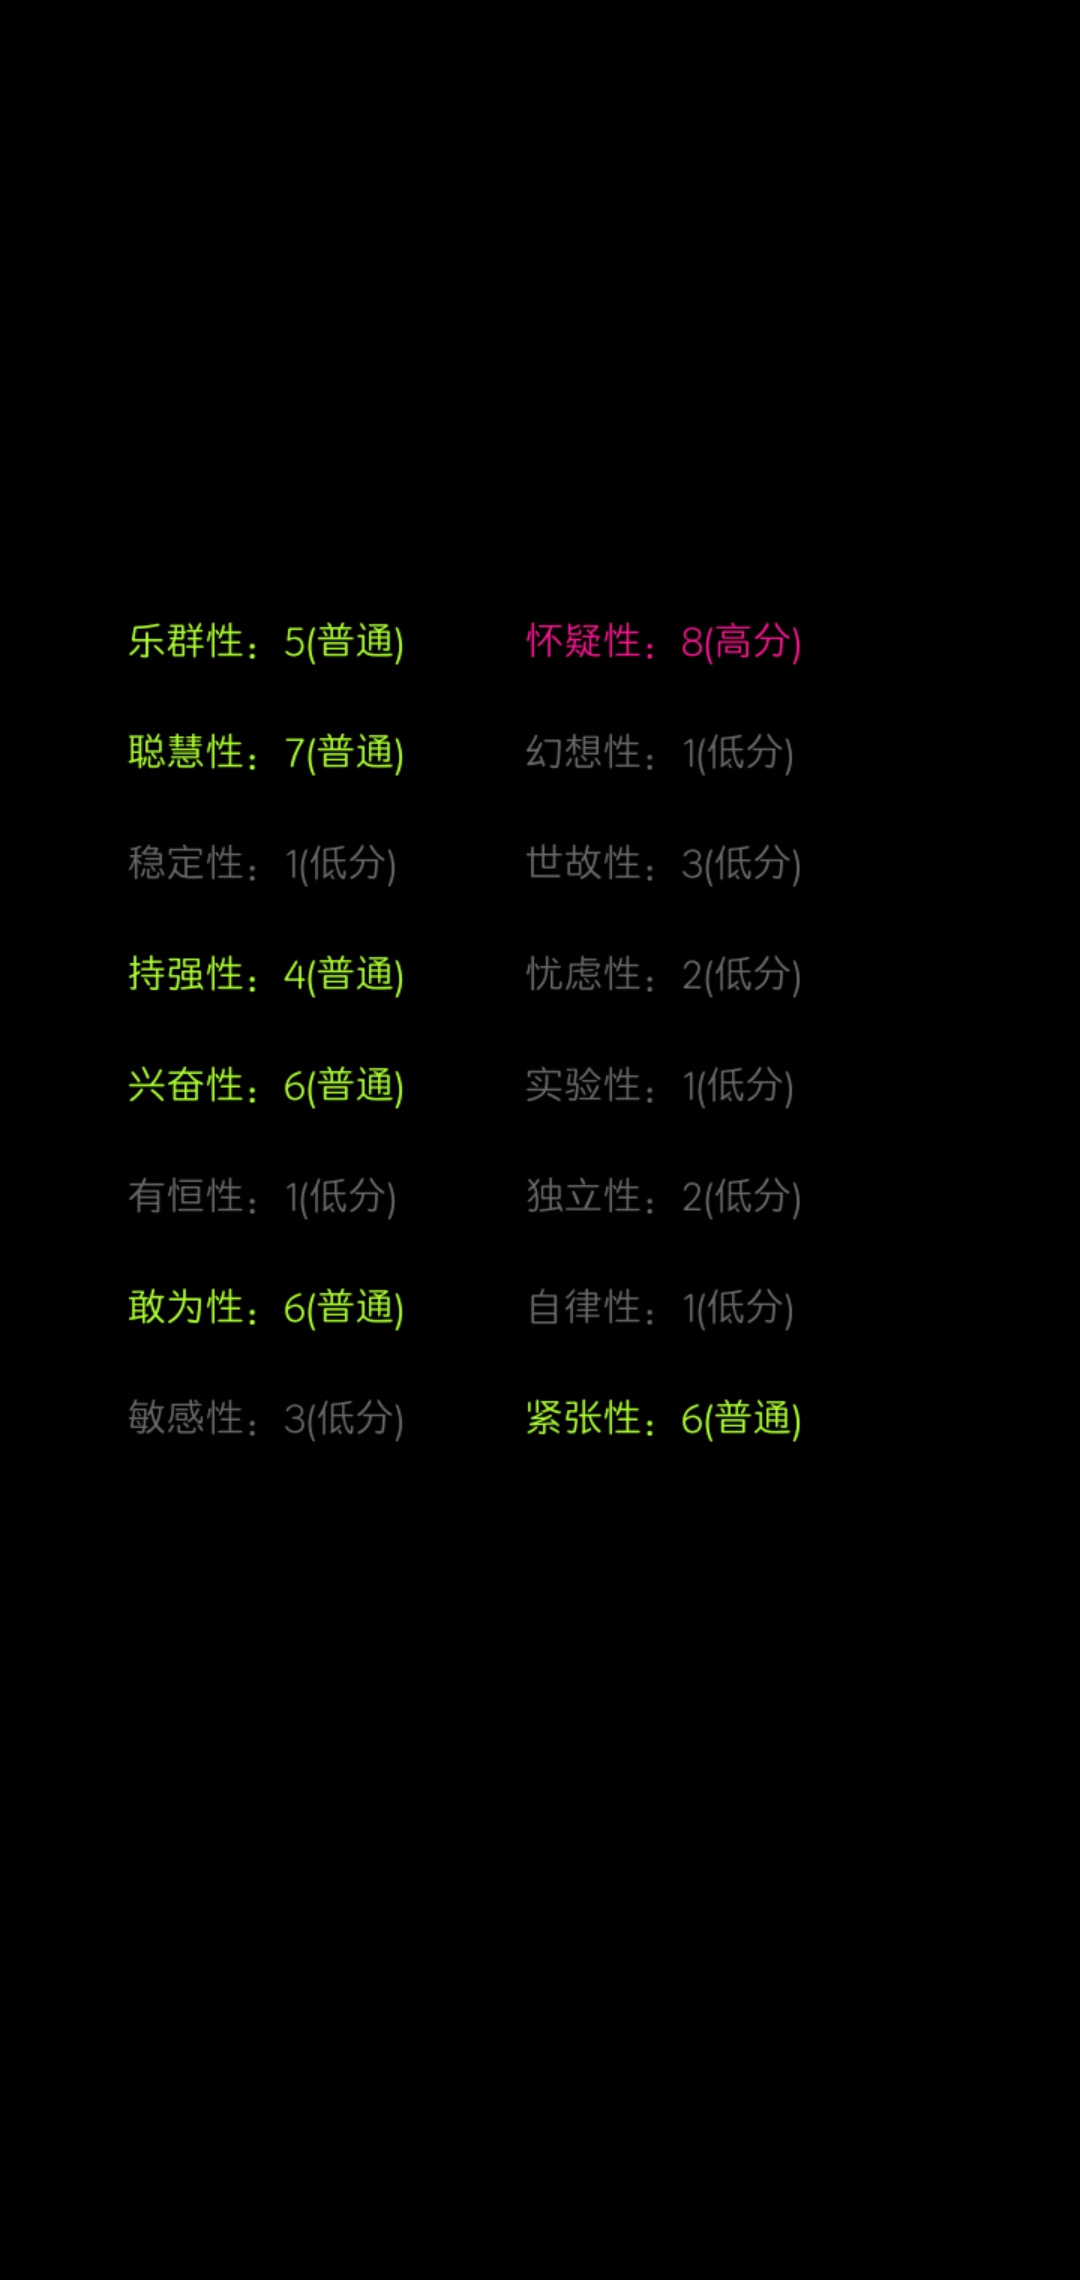 乐群性：5(普通) 怀疑性：8(高分)
聪慧性：7(普通) 幻想性：1(低分)
稳定性：1(低分) 世故性：3(低分)
持强性：4(普通) 忧虑性：2(低分)
兴奋性：6(普通) 实验性：1(低分)
有恒性：1(低分) 独立性：2(低分)
敢为性：6(普通) 自律性：1(低分)
敏感性：3(低分) 紧张性：6(普通)